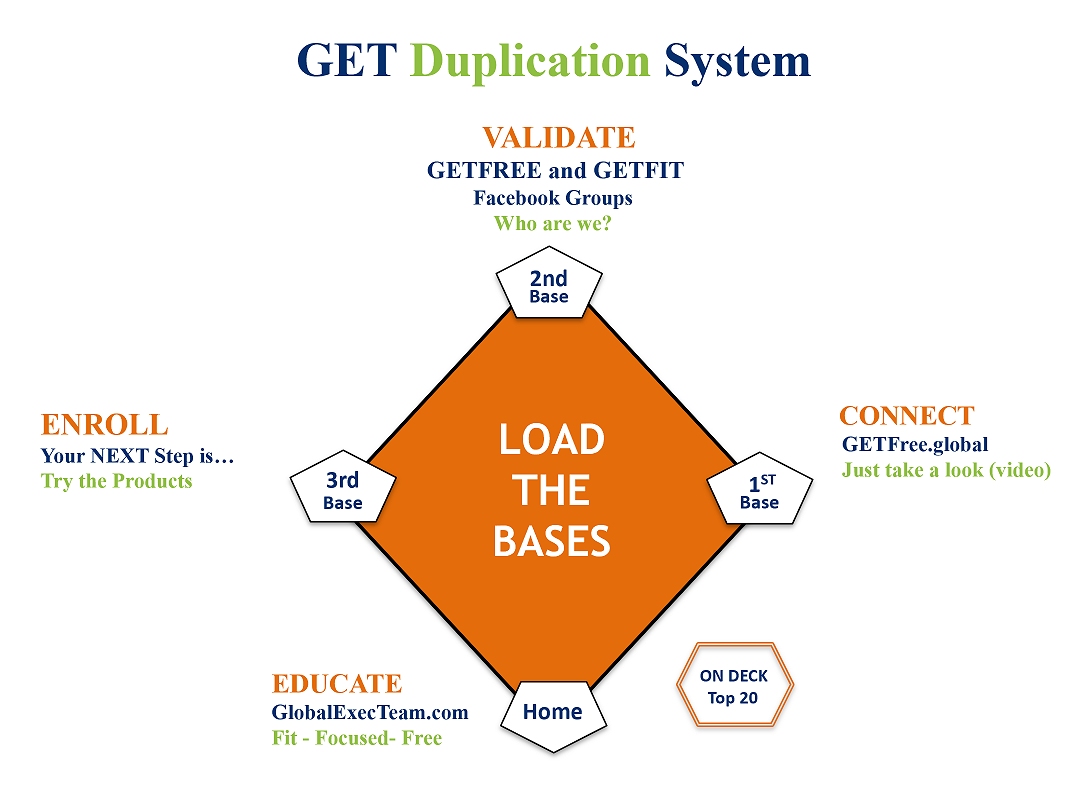 GET Duplication System
VALIDATE
GETFREE and GETFIT
Facebook Groups
Who are we?
2nd
Base
LOAD
THE
BASES
ENROLL
Your NEXT Step is…
Try the Products
3rd
Base
CONNECT
GETFree.global
Just take a look (video)
1ST
Base
EDUCATE
GlobalExecTeam.com
Fit - Focused- Free
Home
ON DECK
Top 20